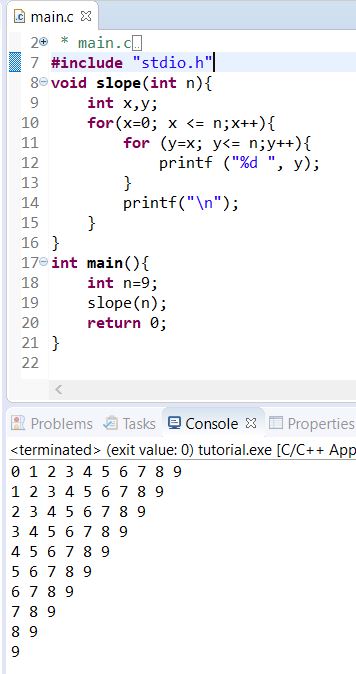 main.c
2 * main.c
7 #include "stdio.h"
8 void slope(int n){
9     int x,y;
10     for(x=0; x <= n;x++){
11         for (y=x; y<= n;y++){
12             printf ("%d ", y);
13         }
14         printf("\n");
15     }
16 }
17 int main(){
18     int n=9;
19     slope(n);
20     return 0;
21 }
22
Problems Tasks Console Properties
<terminated> (exit value: 0) tutorial.exe [C/C++ App
0 1 2 3 4 5 6 7 8 9
1 2 3 4 5 6 7 8 9
2 3 4 5 6 7 8 9
3 4 5 6 7 8 9
4 5 6 7 8 9
5 6 7 8 9
6 7 8 9
7 8 9
8 9
9